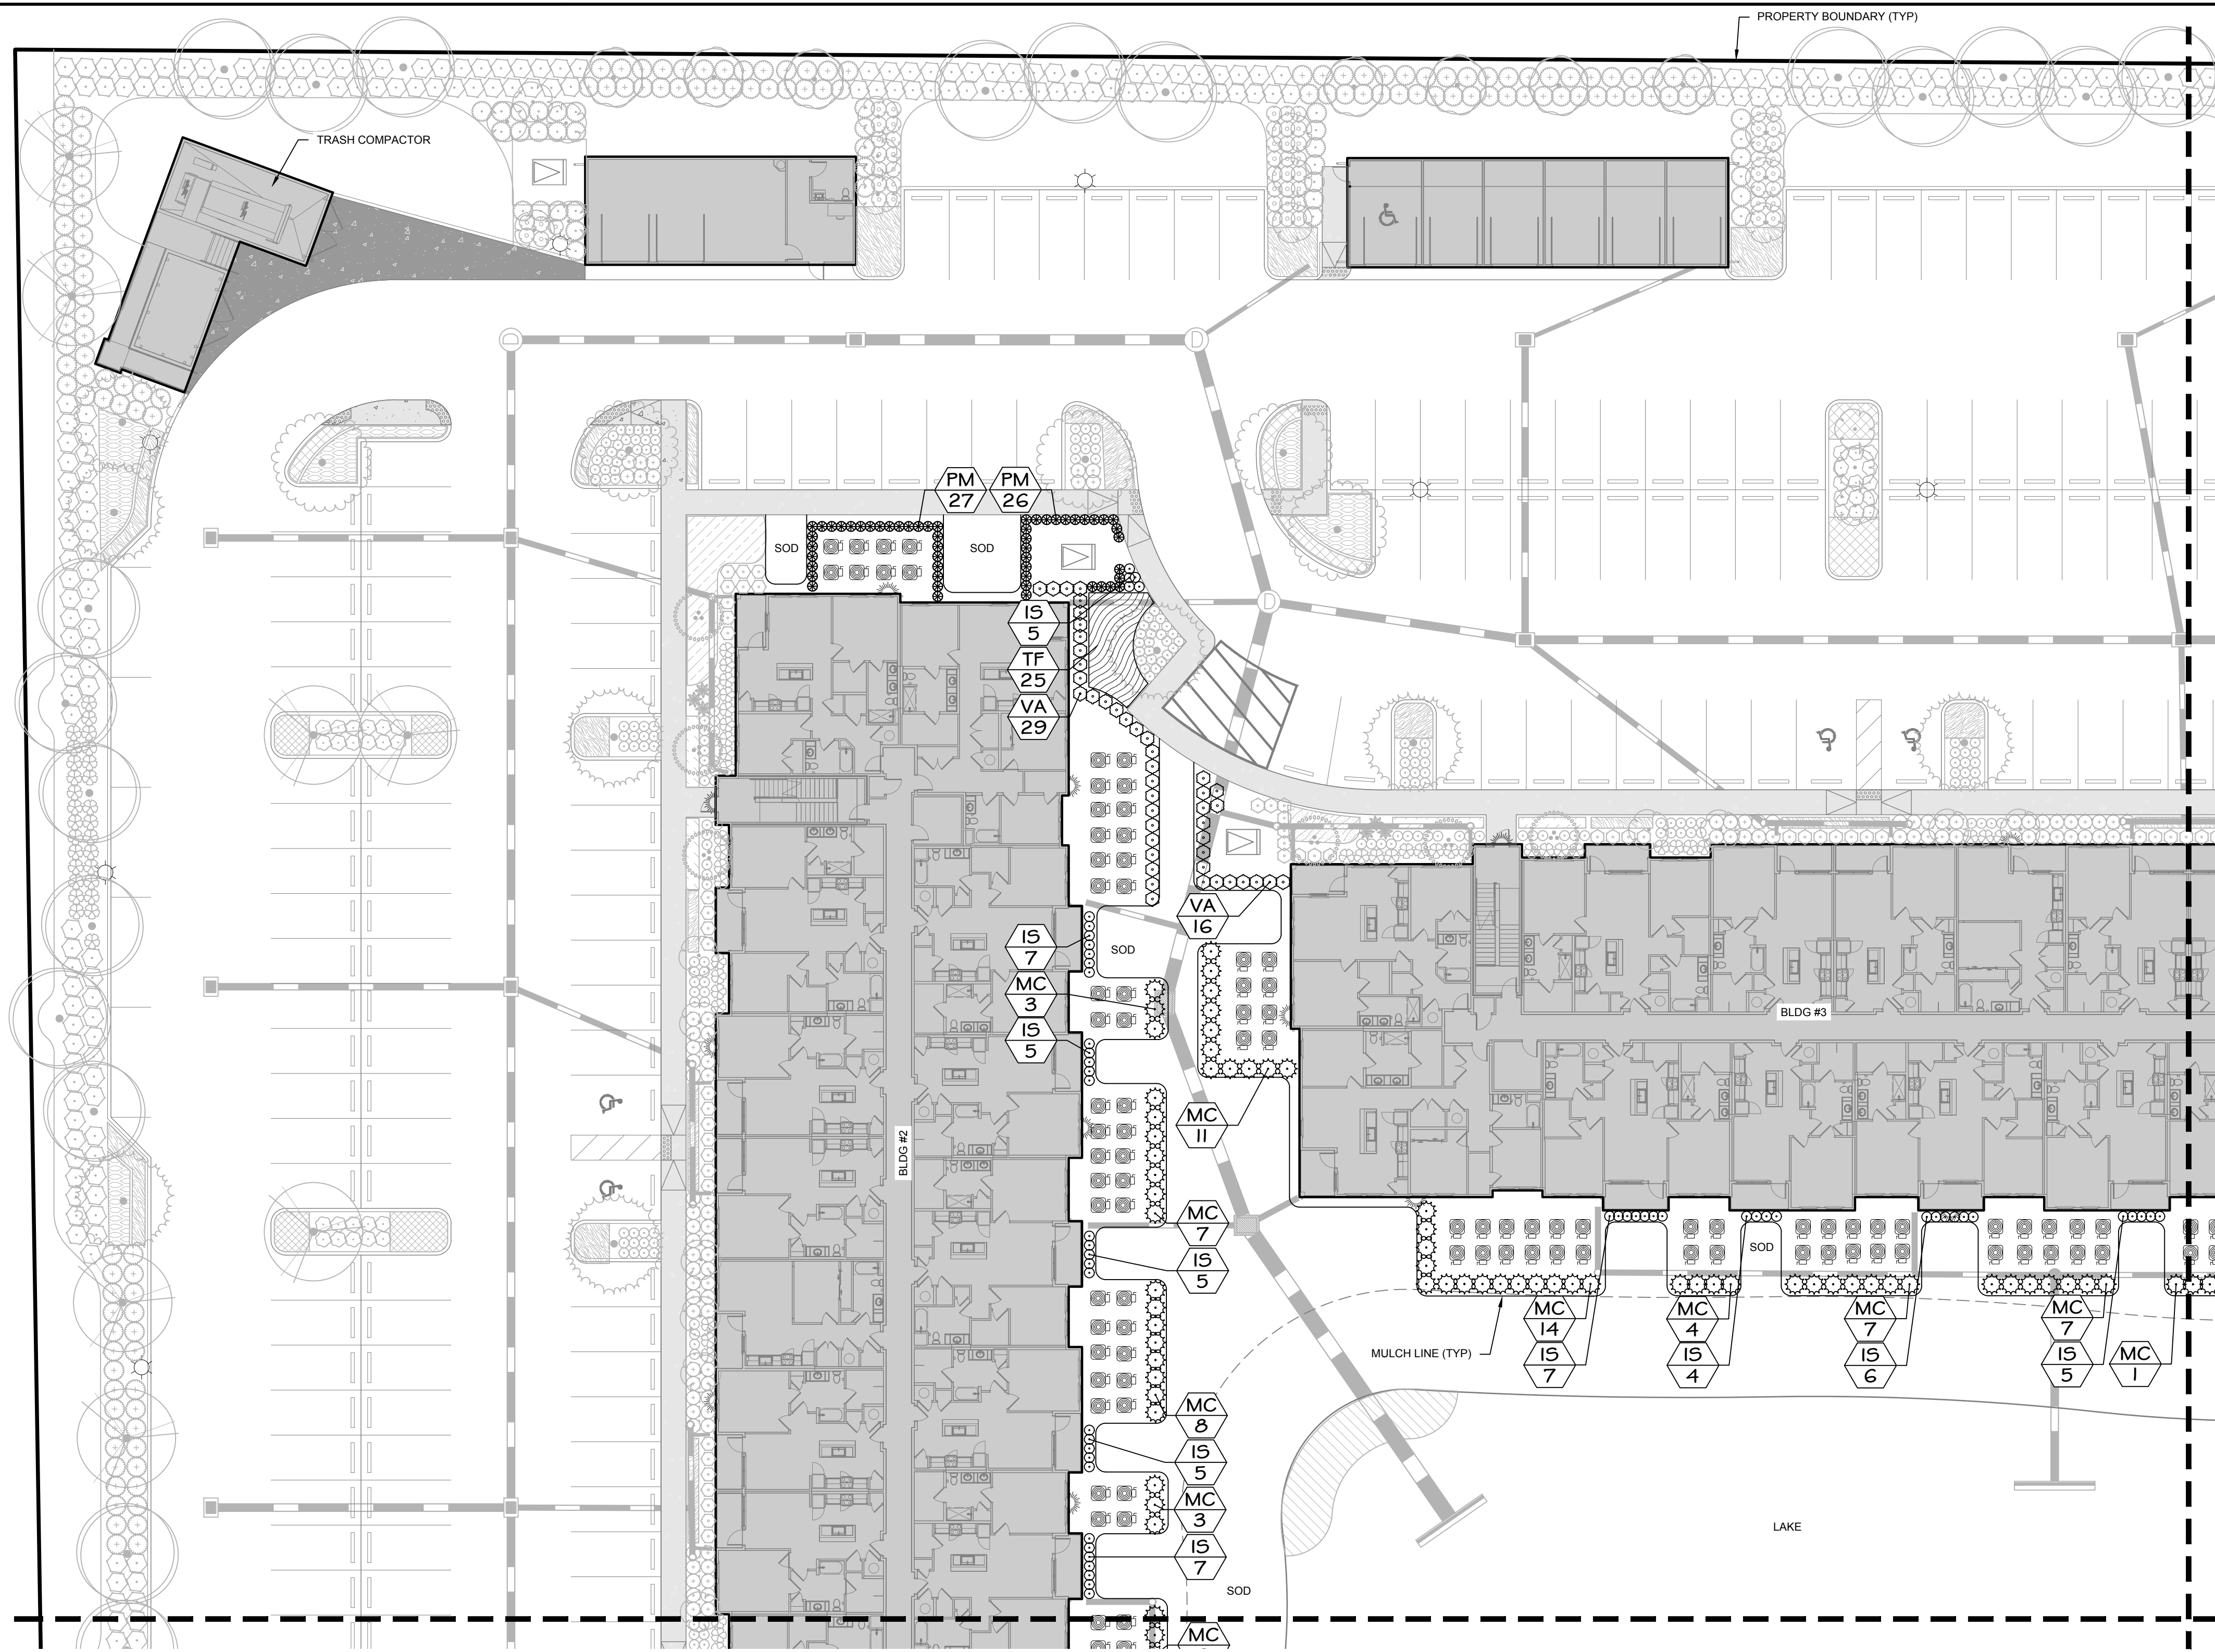 PROPERTY BOUNDARY (TYP)
TRASH COMPACTOR
D
D
PM
27
PM
26
SOD
SOD
D
IS
5
TF
25
VA
29
VA
16
IS
7
SOD
MC
3
IS
5
BLDG #3
BLDG #2
MC
11
MC
7
IS
5
SOD
MC
14
IS
7
MC
4
IS
4
MC
7
IS
6
MC
7
IS
5
MC
1
MULCH LINE (TYP)
MC
8
IS
5
MC
3
IS
7
LAKE
SOD
MC